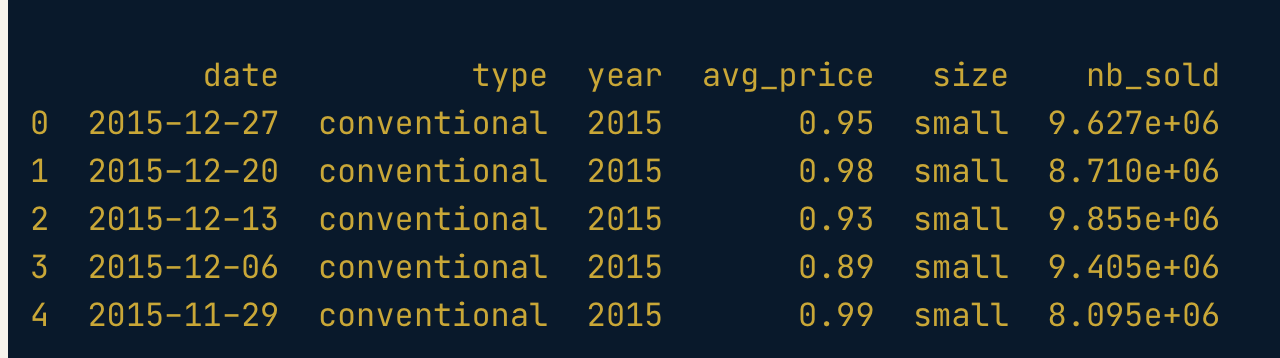 date type year avg_price size nb_sold
0 2015-12-27 conventional 2015 0.95 small 9.627e+06
1 2015-12-20 conventional 2015 0.98 small 8.710e+06
2 2015-12-13 conventional 2015 0.93 small 9.855e+06
3 2015-12-06 conventional 2015 0.89 small 9.405e+06
4 2015-11-29 conventional 2015 0.99 small 8.095e+06